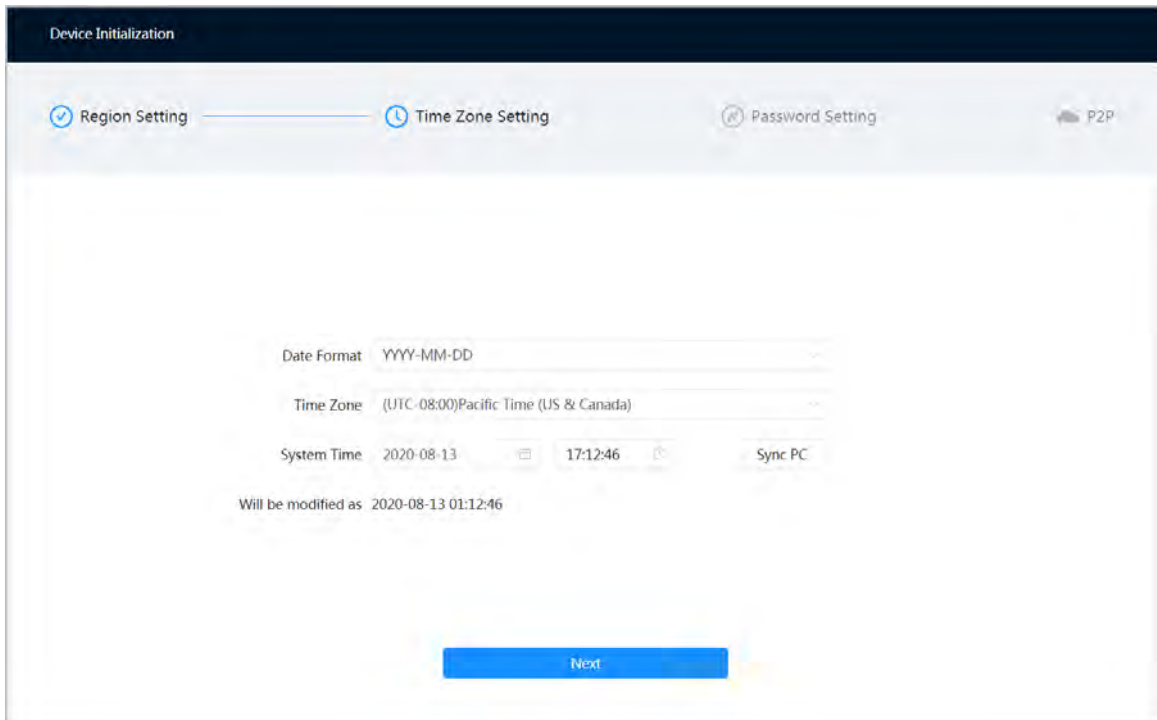 Device Initialization
Region Setting Time Zone Setting Password Setting P2P
Date Format YYYY-MM-DD
Time Zone (UTC-08:00)Pacific Time (US & Canada)
System Time 2020-08-13 17:12:46 Sync PC
Will be modified as 2020-08-13 01:12:46
Next